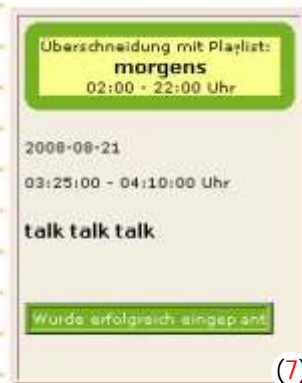 Überschneidung mit Playlist:
morgens
02:00 - 22:00 Uhr
2008-08-21
03:25:00 - 04:10:00 Uhr
talk talk talk
Wurde erfolgreich eingeplant
(7)